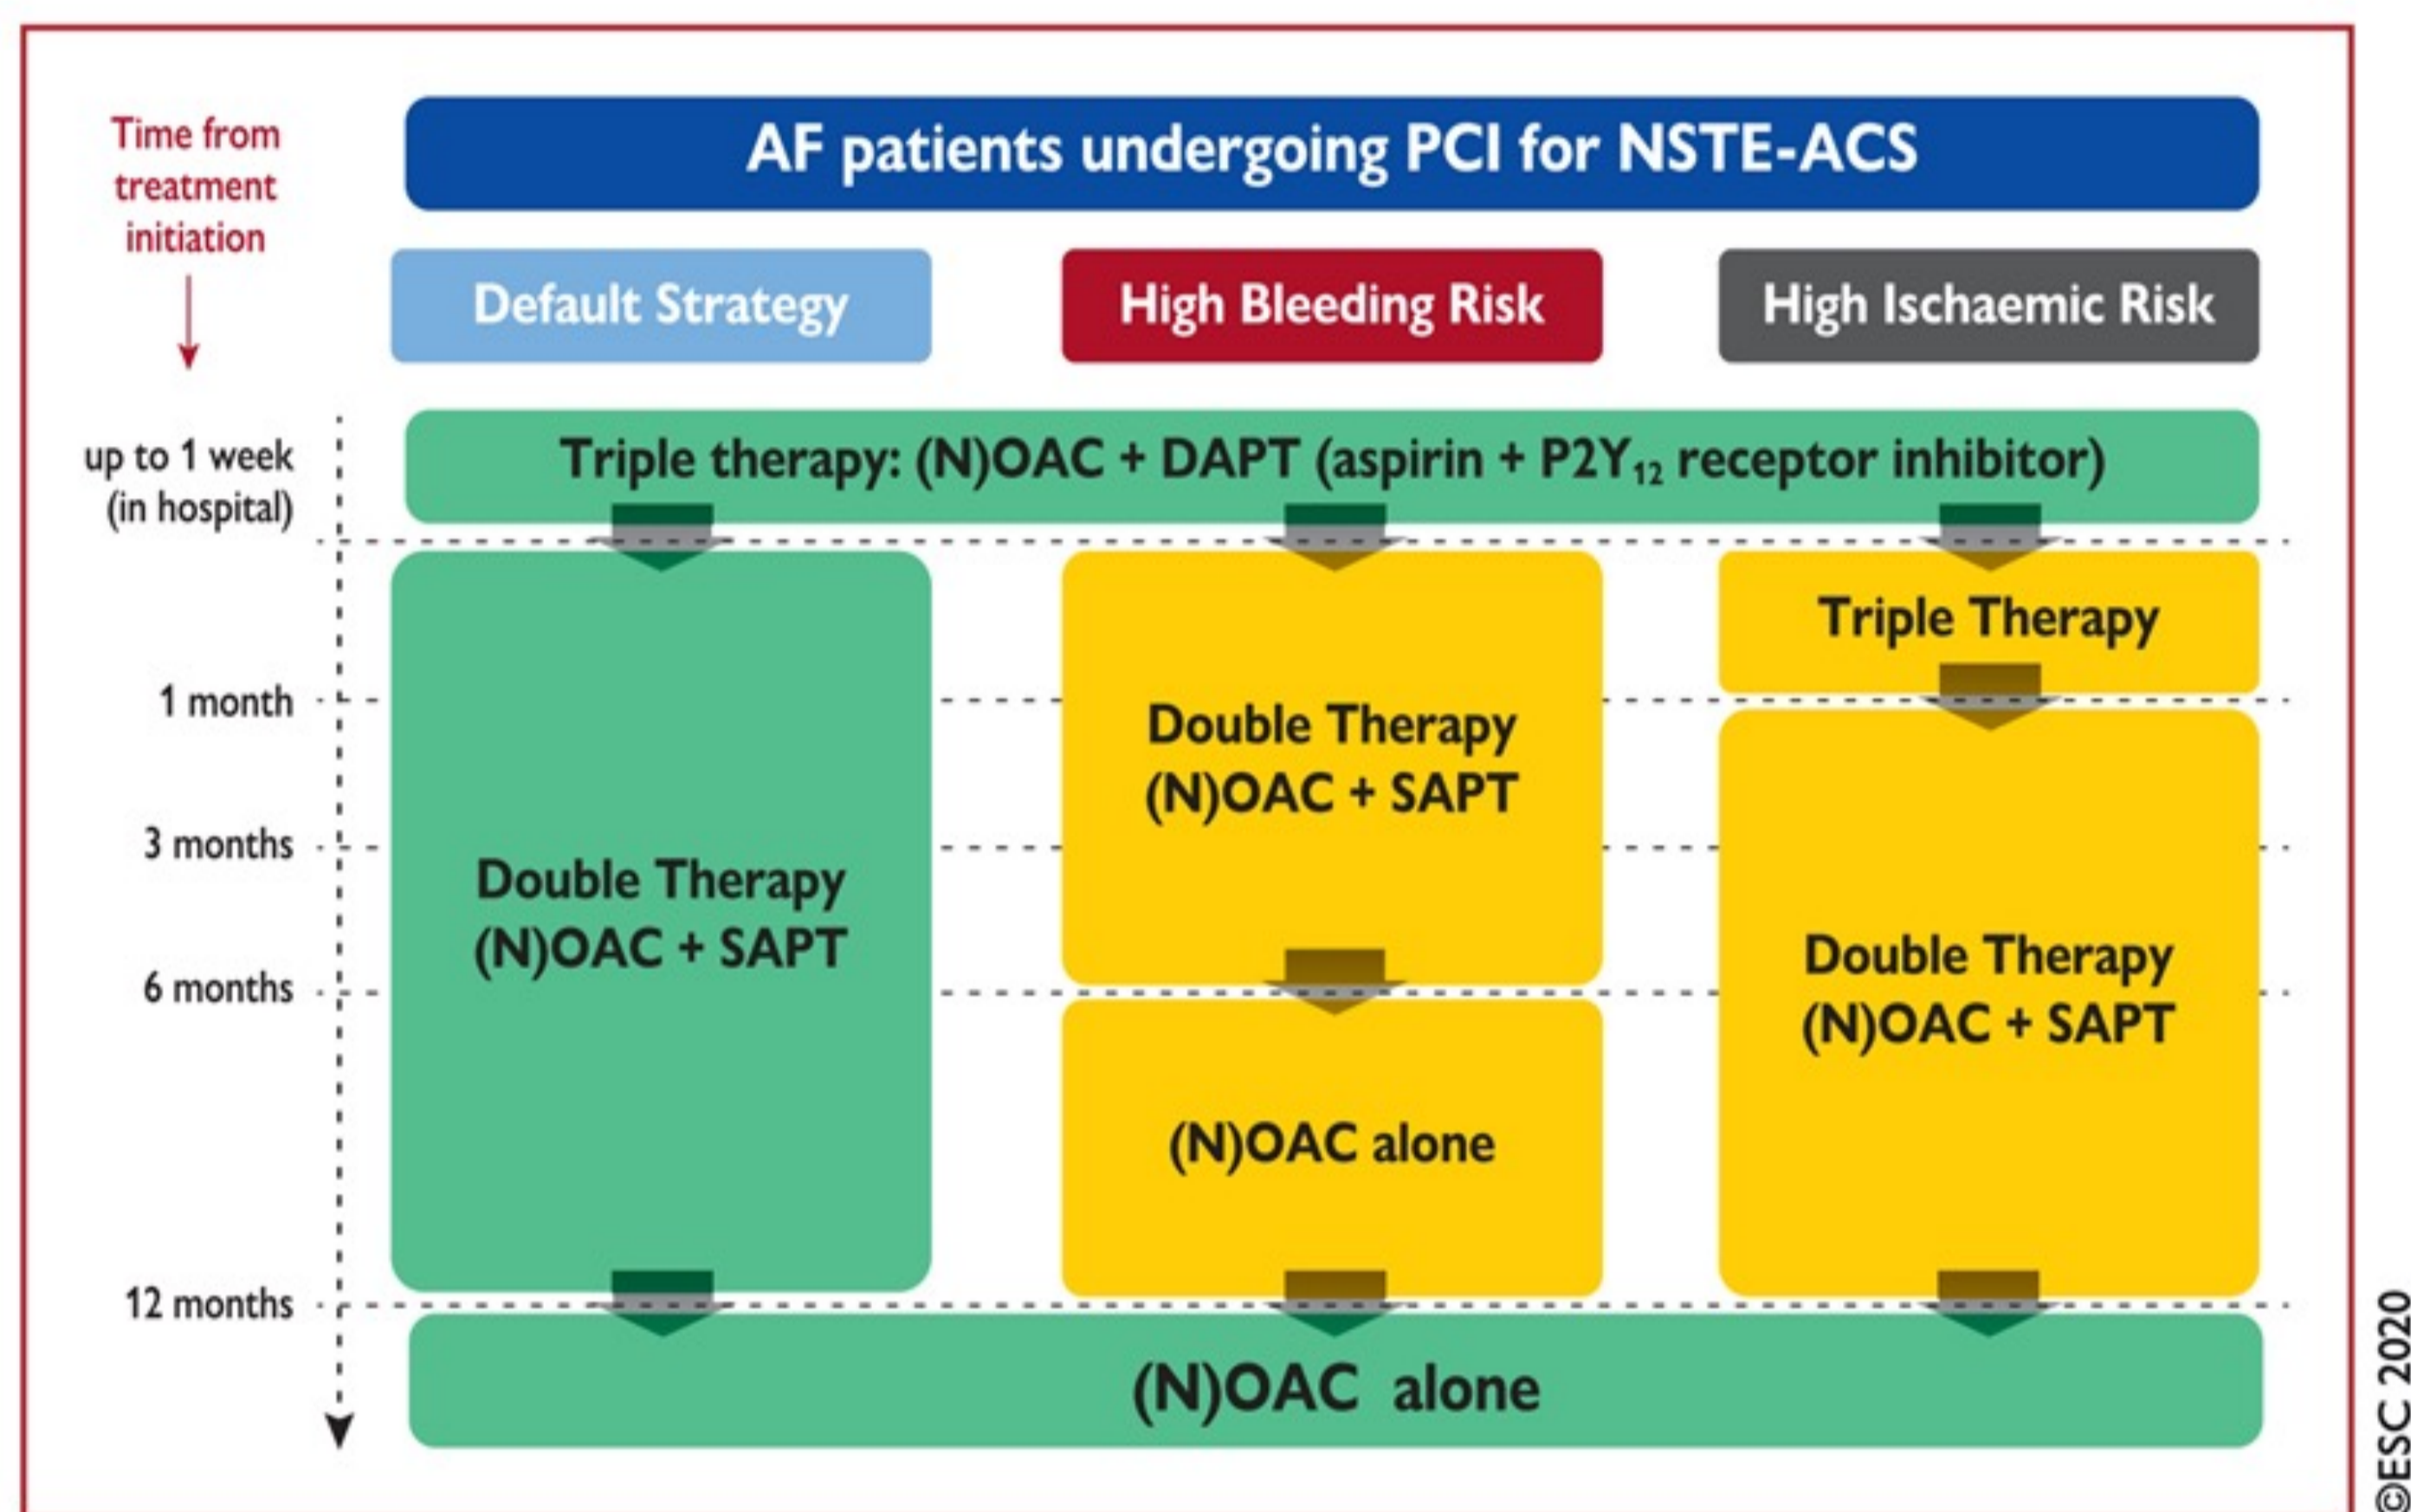 AF patients undergoing PCI for NSTE-ACS
Time from
treatment
initiation
Default Strategy
High Bleeding Risk
High Ischaemic Risk
up to 1 week
(in hospital)
Triple therapy: (N)OAC + DAPT (aspirin + P2Y₁₂ receptor inhibitor)
Triple Therapy
1 month
Double Therapy
(N)OAC + SAPT
3 months
Double Therapy
(N)OAC + SAPT
6 months
Double Therapy
(N)OAC + SAPT
(N)OAC alone
12 months
(N)OAC alone
©ESC 2020